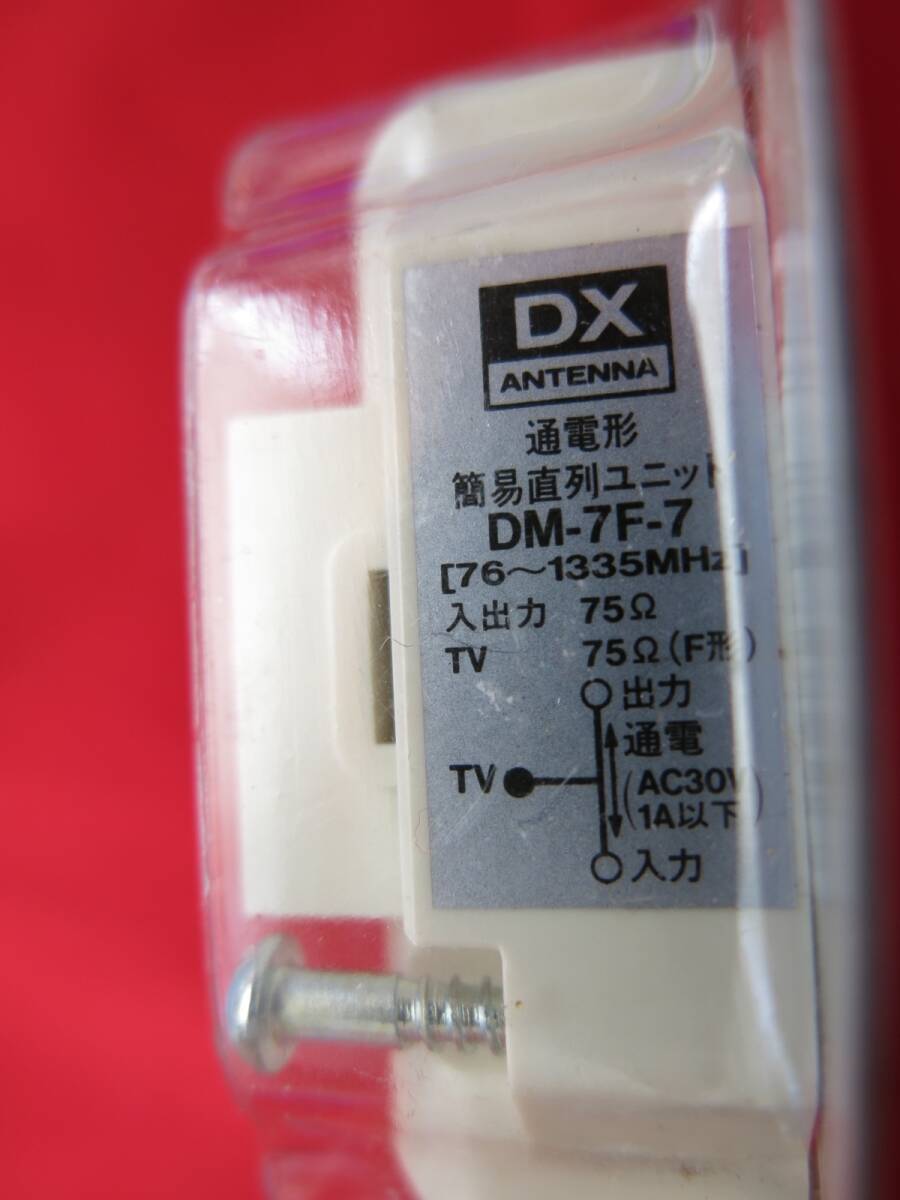 DX
ANTENNA
通電形
簡易直列ユニット
DM-7F-7
[76〜1335MHz]
入出力 75Ω
TV 75Ω(F形)
出力
通電
TV
(AC30V
1A以下)
入力